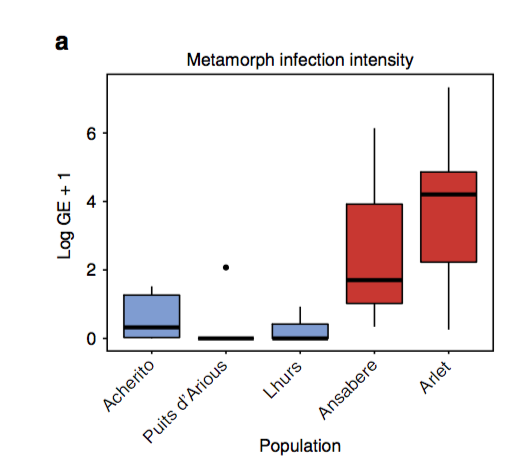 a
Metamorph infection intensity
Log GE + 1
6
4
2
0
Acherito
Puits d'Arious
Lhurs
Ansabere
Arlet
Population